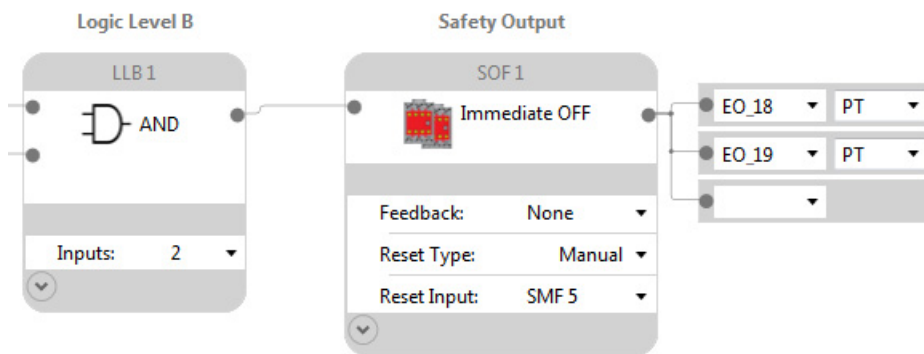 Logic Level B
Safety Output
LLB 1
SOF 1
AND
Immediate OFF
EO_18 PT
EO_19 PT
Feedback: None
Reset Type: Manual
Reset Input: SMF 5
Inputs: 2